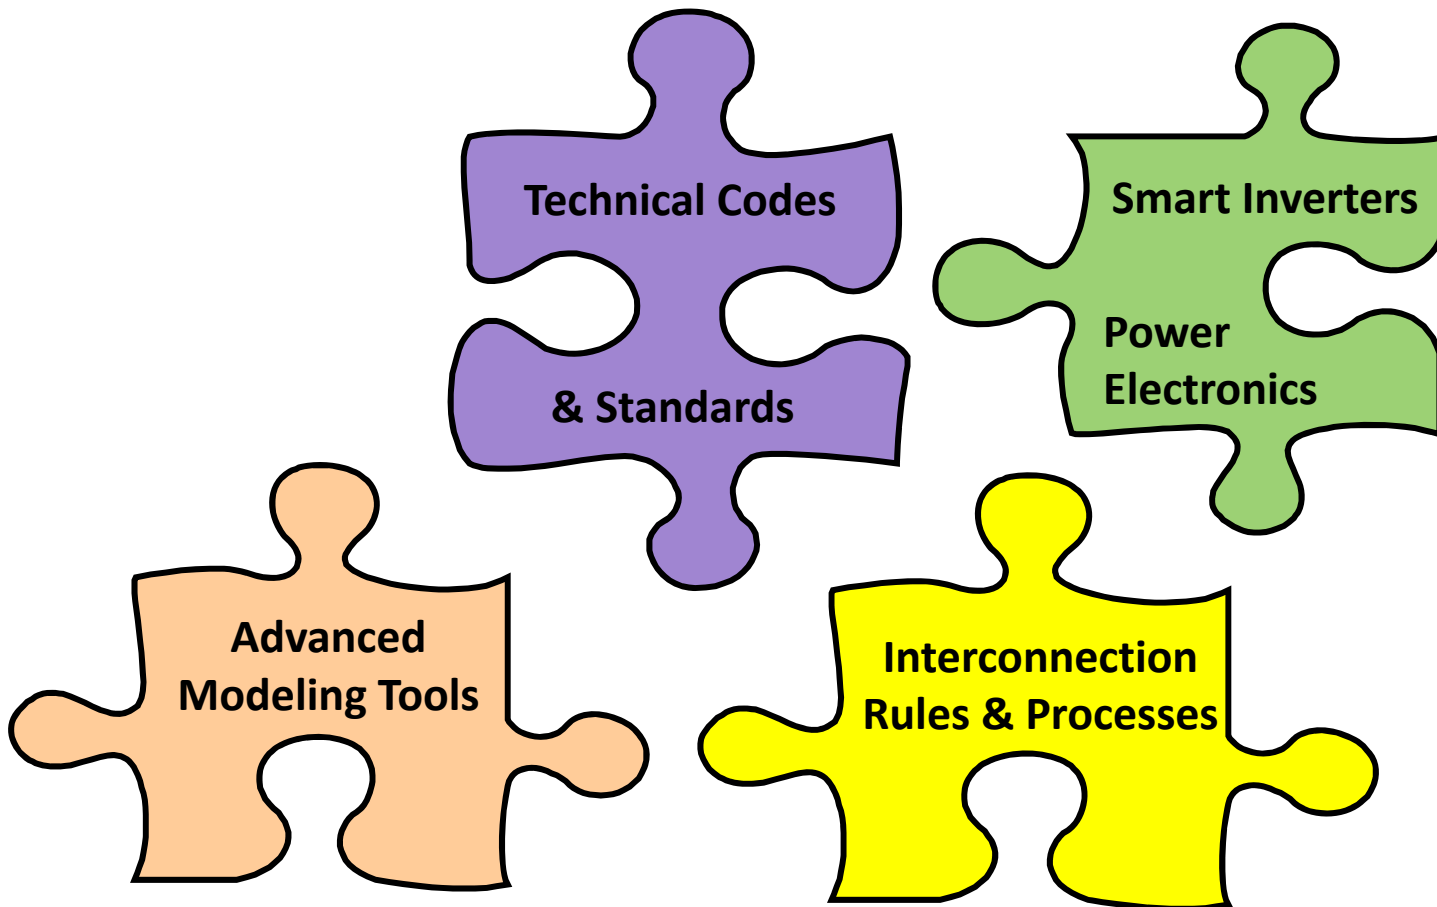 Technical Codes
& Standards
Smart Inverters
Power
Electronics
Advanced
Modeling Tools
Interconnection
Rules & Processes